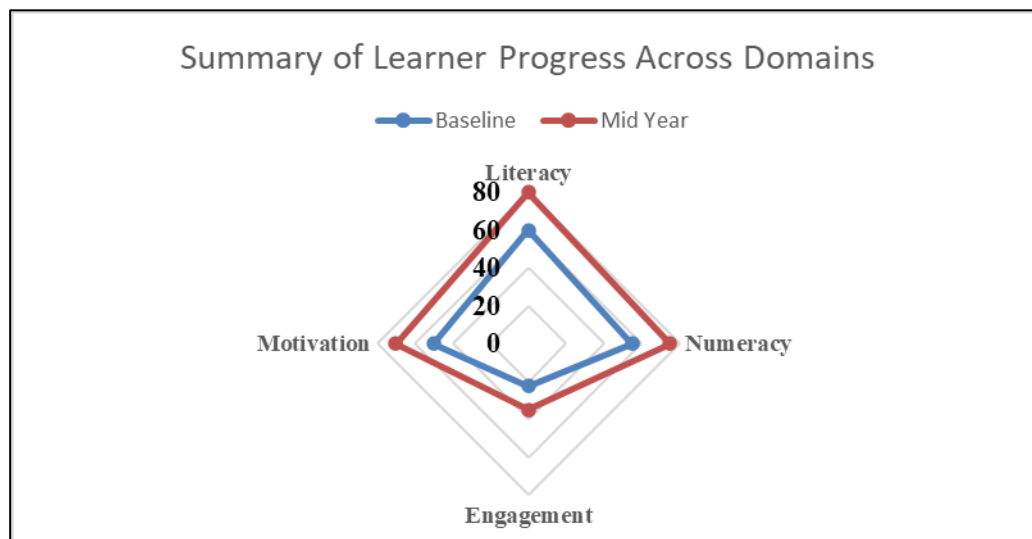 Summary of Learner Progress Across Domains
Baseline Mid Year
Literacy
80
60
40
20
Motivation 0 Numeracy
Engagement